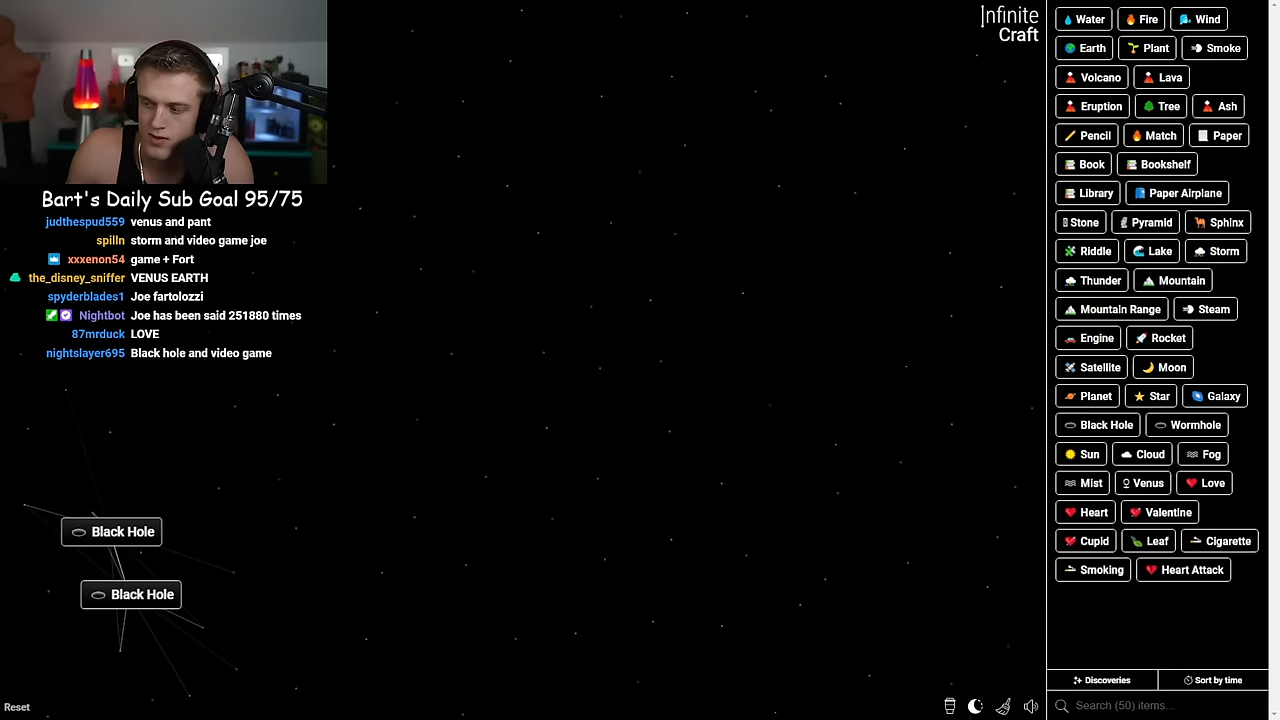 Infinite
Craft
Bart's Daily Sub Goal 95/75
judthespud559 venus and pant
spilln storm and video game joe
xxxenon54 game + Fort
the_disney_sniffer VENUS EARTH
spyderblades1 Joe fartolozzi
Nightbot Joe has been said 251880 times
87mrduck LOVE
nightslayer695 Black hole and video game
Black Hole
Black Hole
Reset
Water Fire Wind
Earth Plant Smoke
Volcano Lava
Eruption Tree Ash
Pencil Match Paper
Book Bookshelf
Library Paper Airplane
Stone Pyramid Sphinx
Riddle Lake Storm
Thunder Mountain
Mountain Range Steam
Engine Rocket
Satellite Moon
Planet Star Galaxy
Black Hole Wormhole
Sun Cloud Fog
Mist Venus Love
Heart Valentine
Cupid Leaf Cigarette
Smoking Heart Attack
Discoveries Sort by time
Search (50) items...